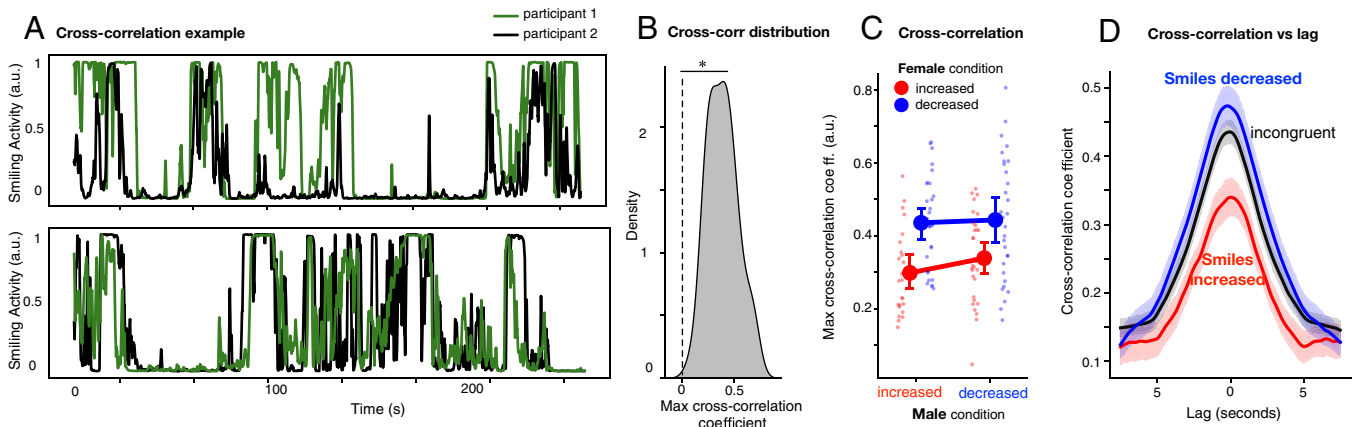 A
Cross-correlation example
participant 1
participant 2
Smiling Activity (a.u.)
1
0.5
0
Smiling Activity (a.u.)
1
0.5
0
0
100
200
Time (s)
B
Cross-corr distribution
*
Density
2
1
0
0
0.5
Max cross-correlation
coefficient
C
Cross-correlation
Female condition
increased
decreased
Max cross-correlation coe ff. (a.u.)
0.8
0.6
0.4
0.2
increased
decreased
Male condition
D
Cross-correlation vs lag
Smiles decreased
incongruent
Smiles
increased
Cross-correlation coe fficient
0.5
0.4
0.3
0.2
0.1
5
0
5
Lag (seconds)